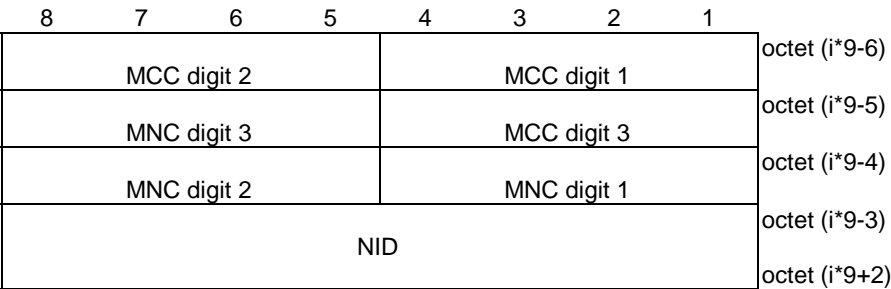 8 7 6 5 4 3 2 1
octet (i*9-6)
MCC digit 2 MCC digit 1
octet (i*9-5)
MNC digit 3 MCC digit 3
octet (i*9-4)
MNC digit 2 MNC digit 1
octet (i*9-3)
NID
octet (i*9+2)